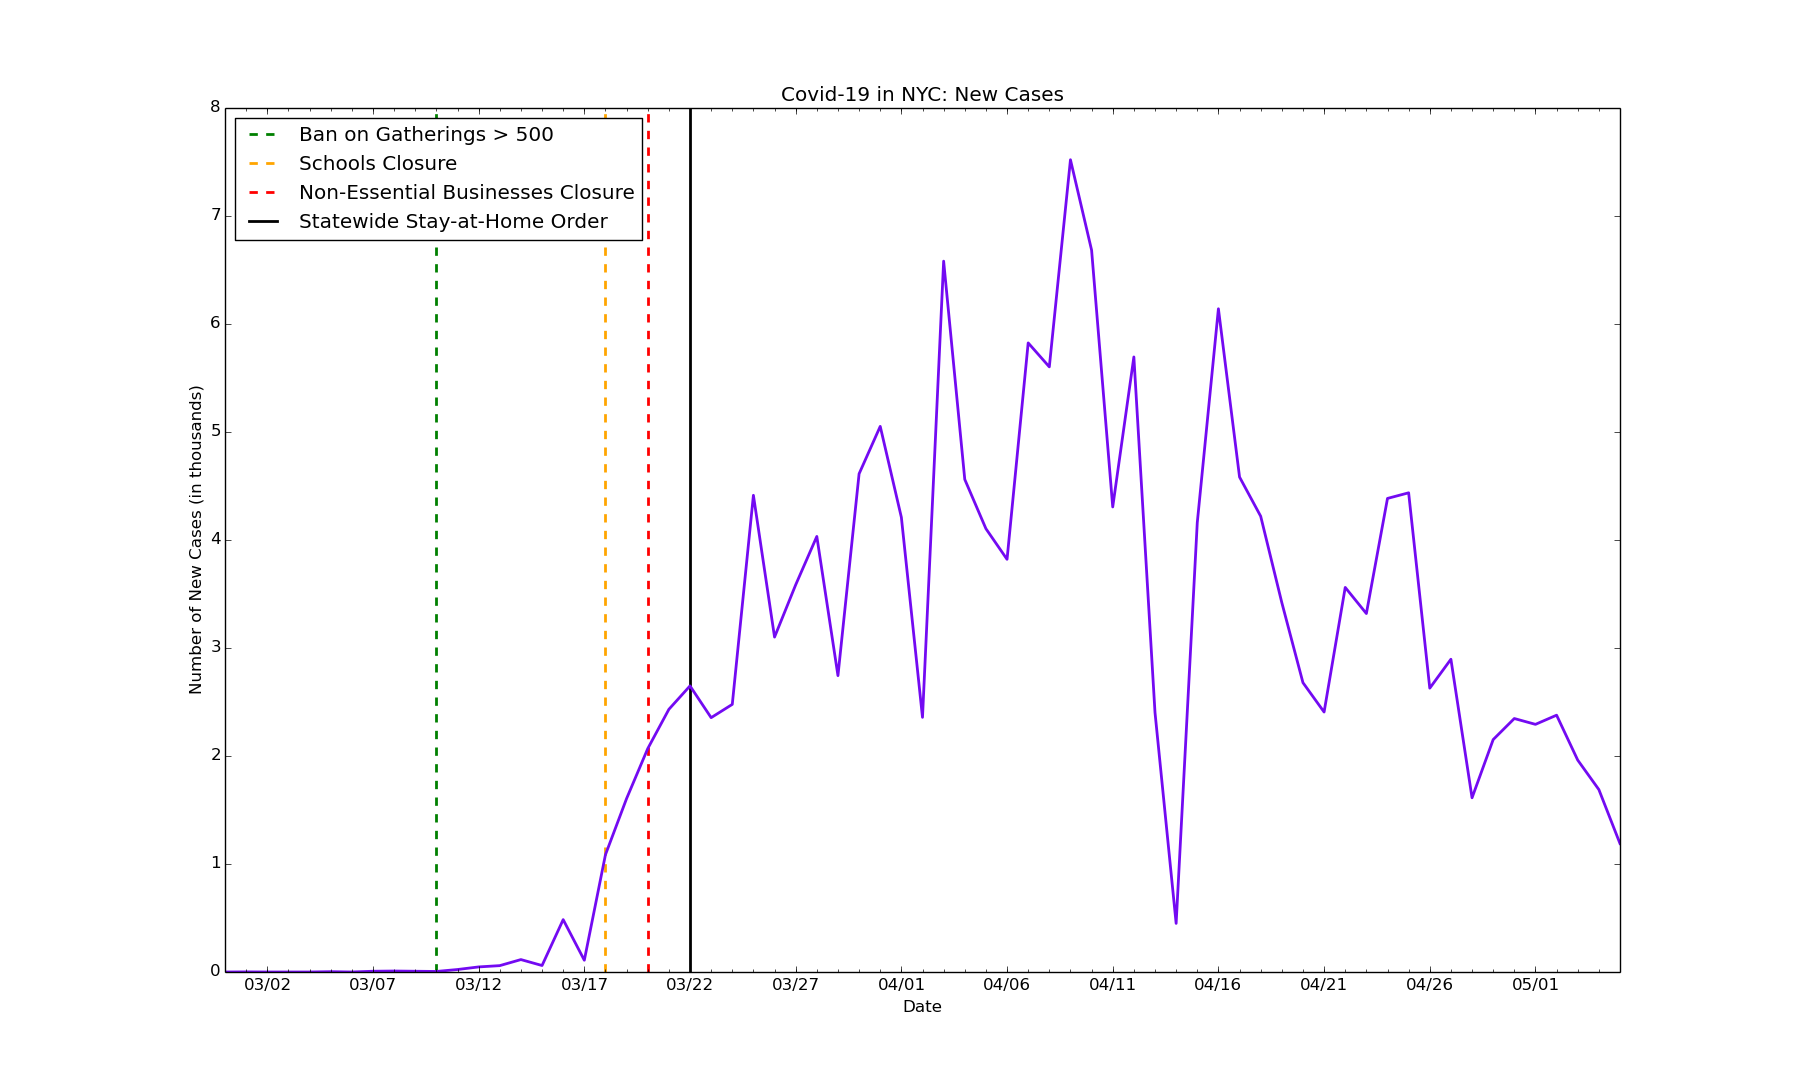 Covid-19 in NYC: New Cases
Ban on Gatherings > 500
Schools Closure
Non-Essential Businesses Closure
Statewide Stay-at-Home Order
Number of New Cases (in thousands)
8
7
6
5
4
3
2
1
0
03/02 03/07 03/12 03/17 03/22 03/27 04/01 04/06 04/11 04/16 04/21 04/26 05/01
Date